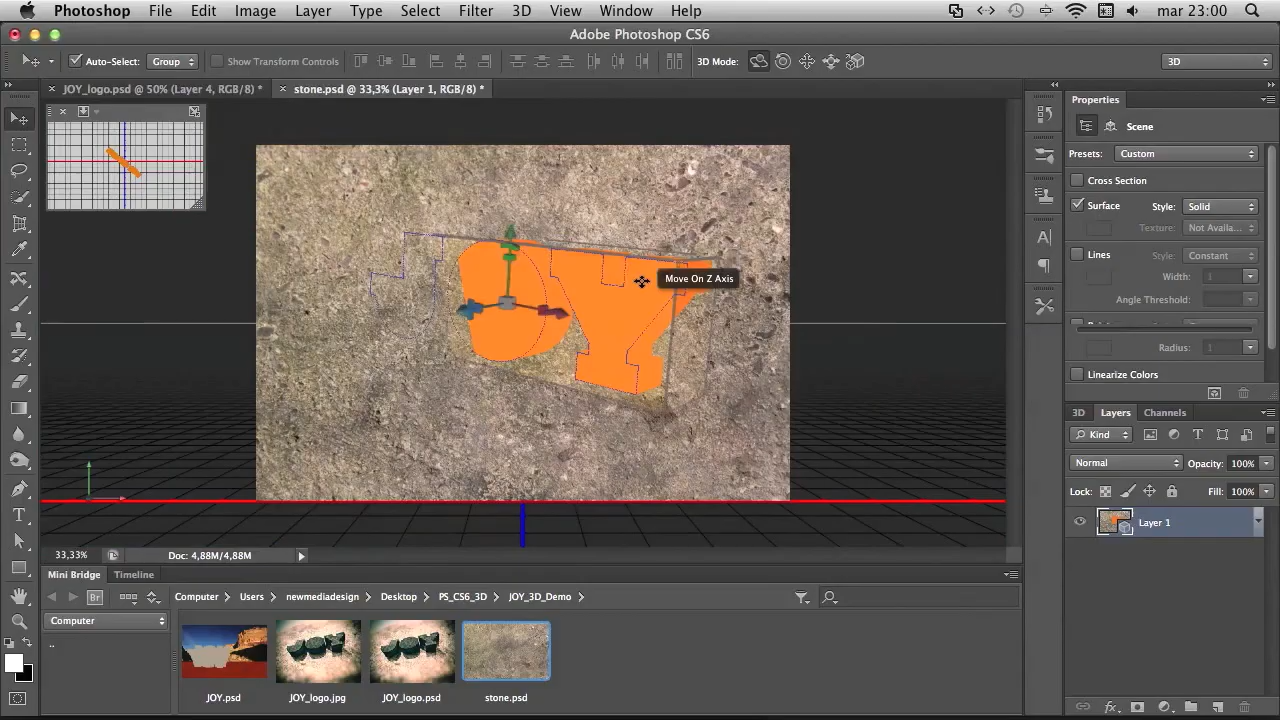 Photoshop File Edit Image Layer Type Select Filter 3D View Window Help mar 23:00
Adobe Photoshop CS6
Auto-Select: Group Show Transform Controls 3D Mode: 3D
JOY_logo.psd @ 50% (Layer 4, RGB/8) * stone.psd @ 33,3% (Layer 1, RGB/8) *
Properties
Scene
Presets: Custom
Cross Section
Surface Style: Solid
Texture: Not Availa...
Lines Style: Constant
Width: 1
Angle Threshold:
Radius: 1
Linearize Colors
Move On Z Axis
3D Layers Channels
Kind
Normal Opacity: 100%
Lock: Fill: 100%
Layer 1
33,33% Doc: 4,88M/4,88M
Mini Bridge Timeline
Br Computer Users newmediadesign Desktop PS_CS6_3D JOY_3D_Demo
Computer
..
JOY.psd JOY_logo.jpg JOY_logo.psd stone.psd